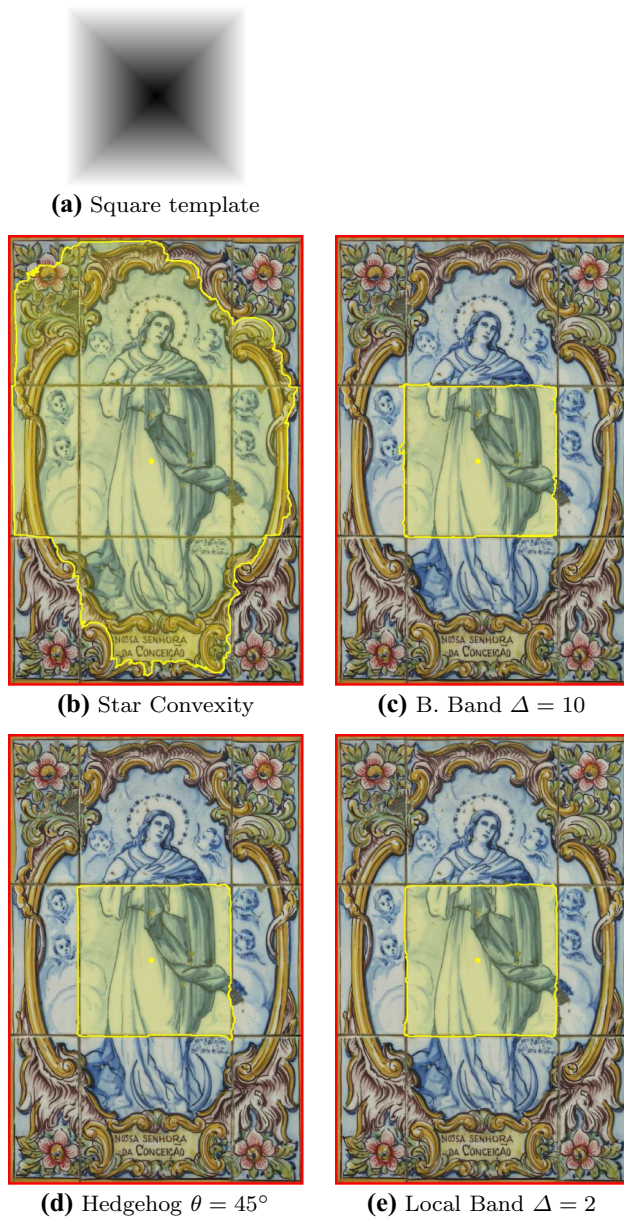 (a) Square template
(b) Star Convexity
(c) B. Band Δ = 10
NOSSA SENHORA
DA CONCEIÇÃO
NOSSA SENHORA
DA CONCEIÇÃO
(d) Hedgehog θ = 45°
(e) Local Band Δ = 2
NOSSA SENHORA
DA CONCEIÇÃO
NOSSA SENHORA
DA CONCEIÇÃO